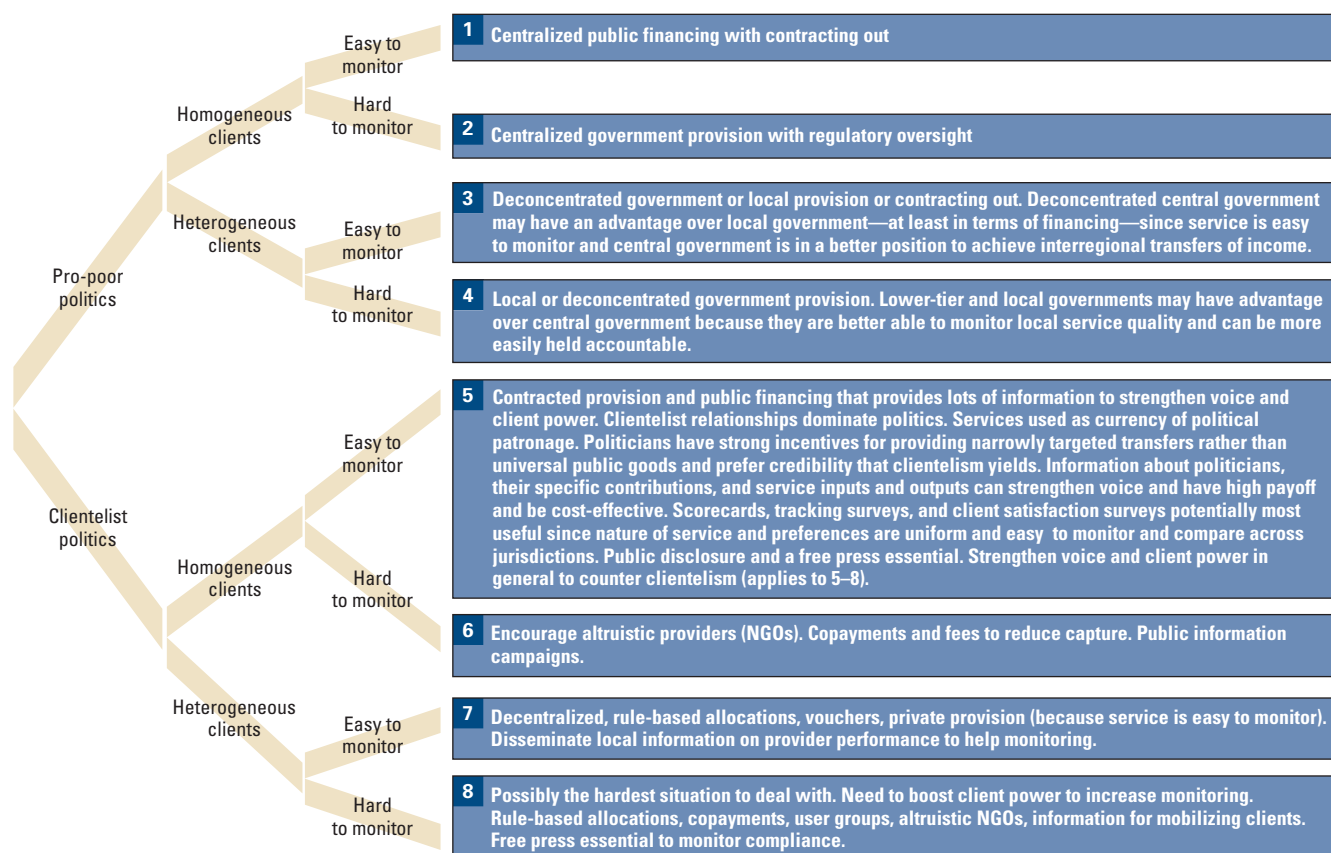 Easy to
monitor
1 Centralized public financing with contracting out
Homogeneous
clients
Hard
to monitor
2 Centralized government provision with regulatory oversight
Pro-poor
politics
Heterogeneous
clients
Easy to
monitor
3 Deconcentrated government or local provision or contracting out. Deconcentrated central government
may have an advantage over local government—at least in terms of financing—since service is easy
to monitor and central government is in a better position to achieve interregional transfers of income.
Hard
to monitor
4 Local or deconcentrated government provision. Lower-tier and local governments may have advantage
over central government because they are better able to monitor local service quality and can be more
easily held accountable.
Clientelist
politics
Homogeneous
clients
Easy to
monitor
5 Contracted provision and public financing that provides lots of information to strengthen voice and
client power. Clientelist relationships dominate politics. Services used as currency of political
patronage. Politicians have strong incentives for providing narrowly targeted transfers rather than
universal public goods and prefer credibility that clientelism yields. Information about politicians,
their specific contributions, and service inputs and outputs can strengthen voice and have high payoff
and be cost-effective. Scorecards, tracking surveys, and client satisfaction surveys potentially most
useful since nature of service and preferences are uniform and easy to monitor and compare across
jurisdictions. Public disclosure and a free press essential. Strengthen voice and client power in
general to counter clientelism (applies to 5–8).
Hard
to monitor
6 Encourage altruistic providers (NGOs). Copayments and fees to reduce capture. Public information
campaigns.
Heterogeneous
clients
Easy to
monitor
7 Decentralized, rule-based allocations, vouchers, private provision (because service is easy to monitor).
Disseminate local information on provider performance to help monitoring.
Hard
to monitor
8 Possibly the hardest situation to deal with. Need to boost client power to increase monitoring.
Rule-based allocations, copayments, user groups, altruistic NGOs, information for mobilizing clients.
Free press essential to monitor compliance.